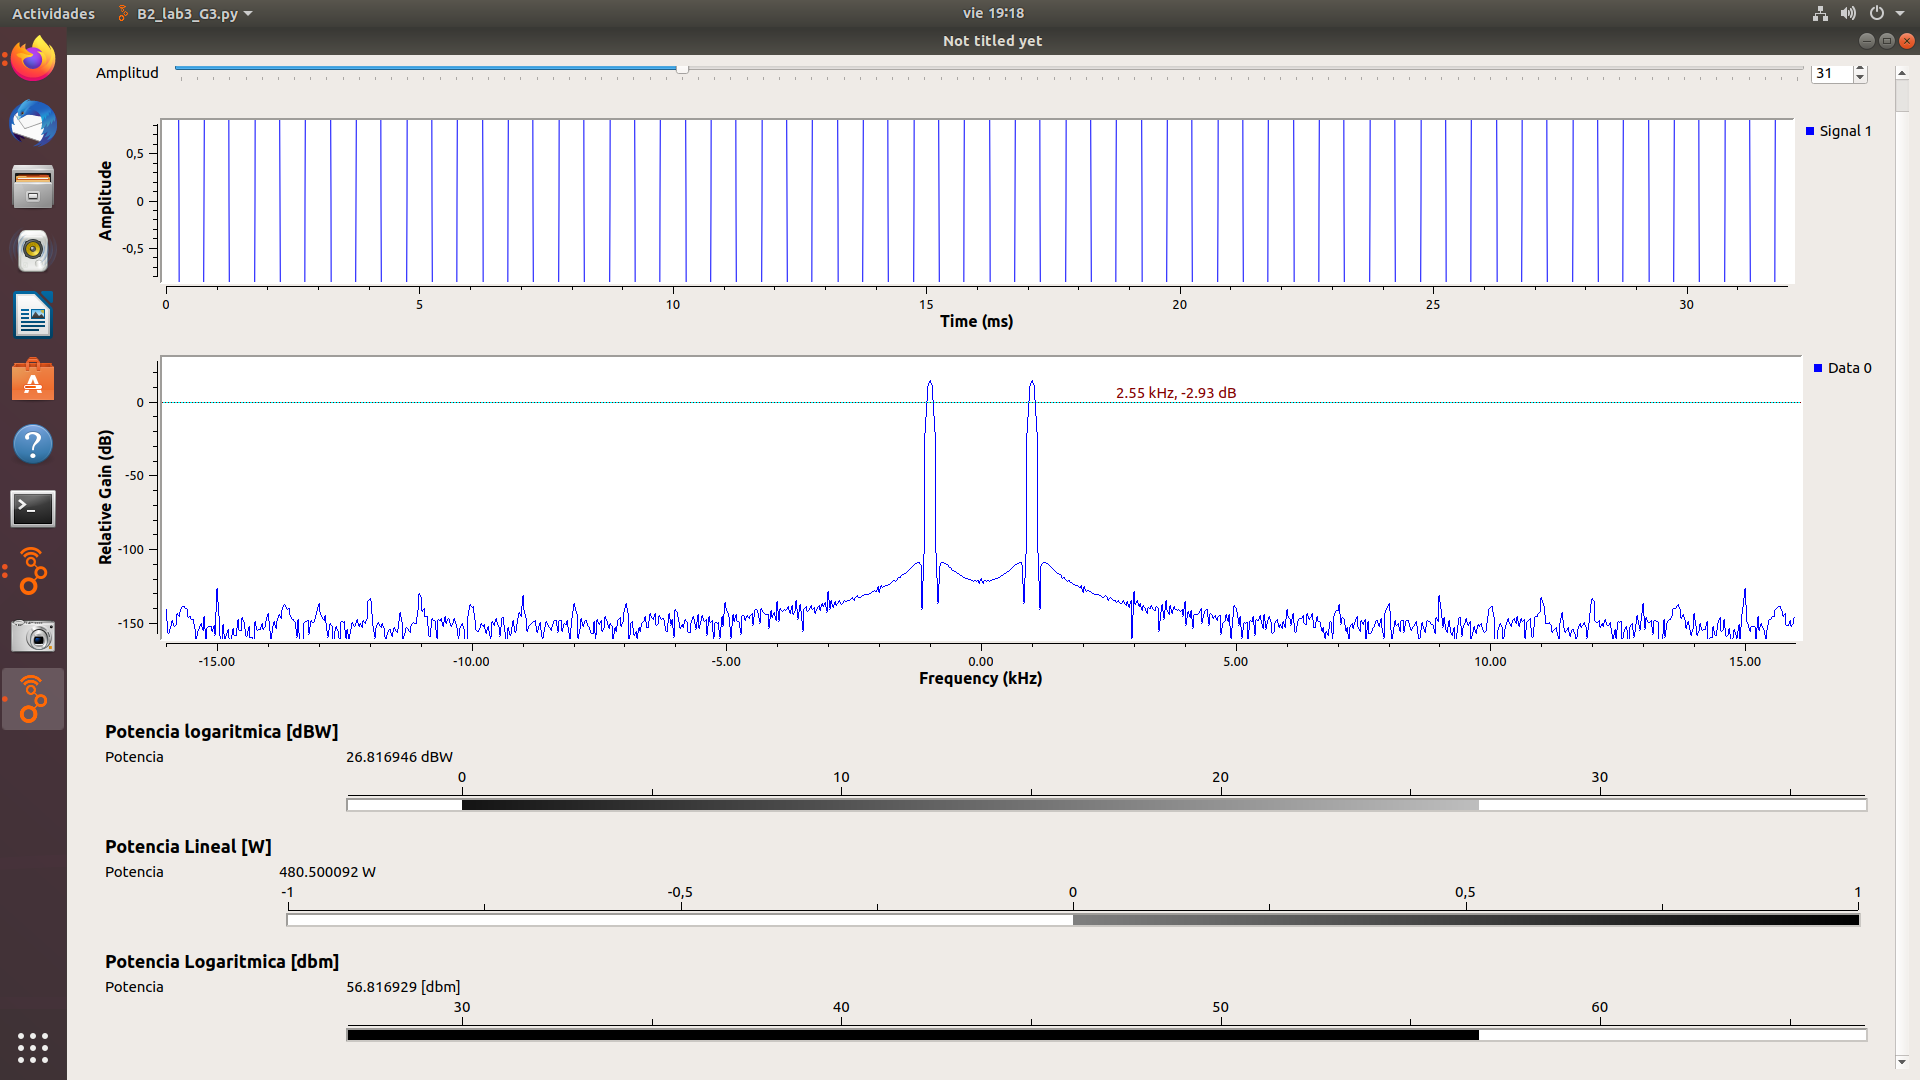 Actividades B2_lab3_G3.py vie 19:18
Not titled yet
Amplitud 31
Signal 1
Amplitude
0,5
0
-0,5
0 5 10 15 20 25 30
Time (ms)
Data 0
2.55 kHz, -2.93 dB
Relative Gain (dB)
0
-50
-100
-150
-15.00 -10.00 -5.00 0.00 5.00 10.00 15.00
Frequency (kHz)
Potencia logaritmica [dBW]
Potencia 26.816946 dBW
0 10 20 30
Potencia Lineal [W]
Potencia 480.500092 W
-1 -0,5 0 0,5 1
Potencia Logaritmica [dbm]
Potencia 56.816929 [dbm]
30 40 50 60